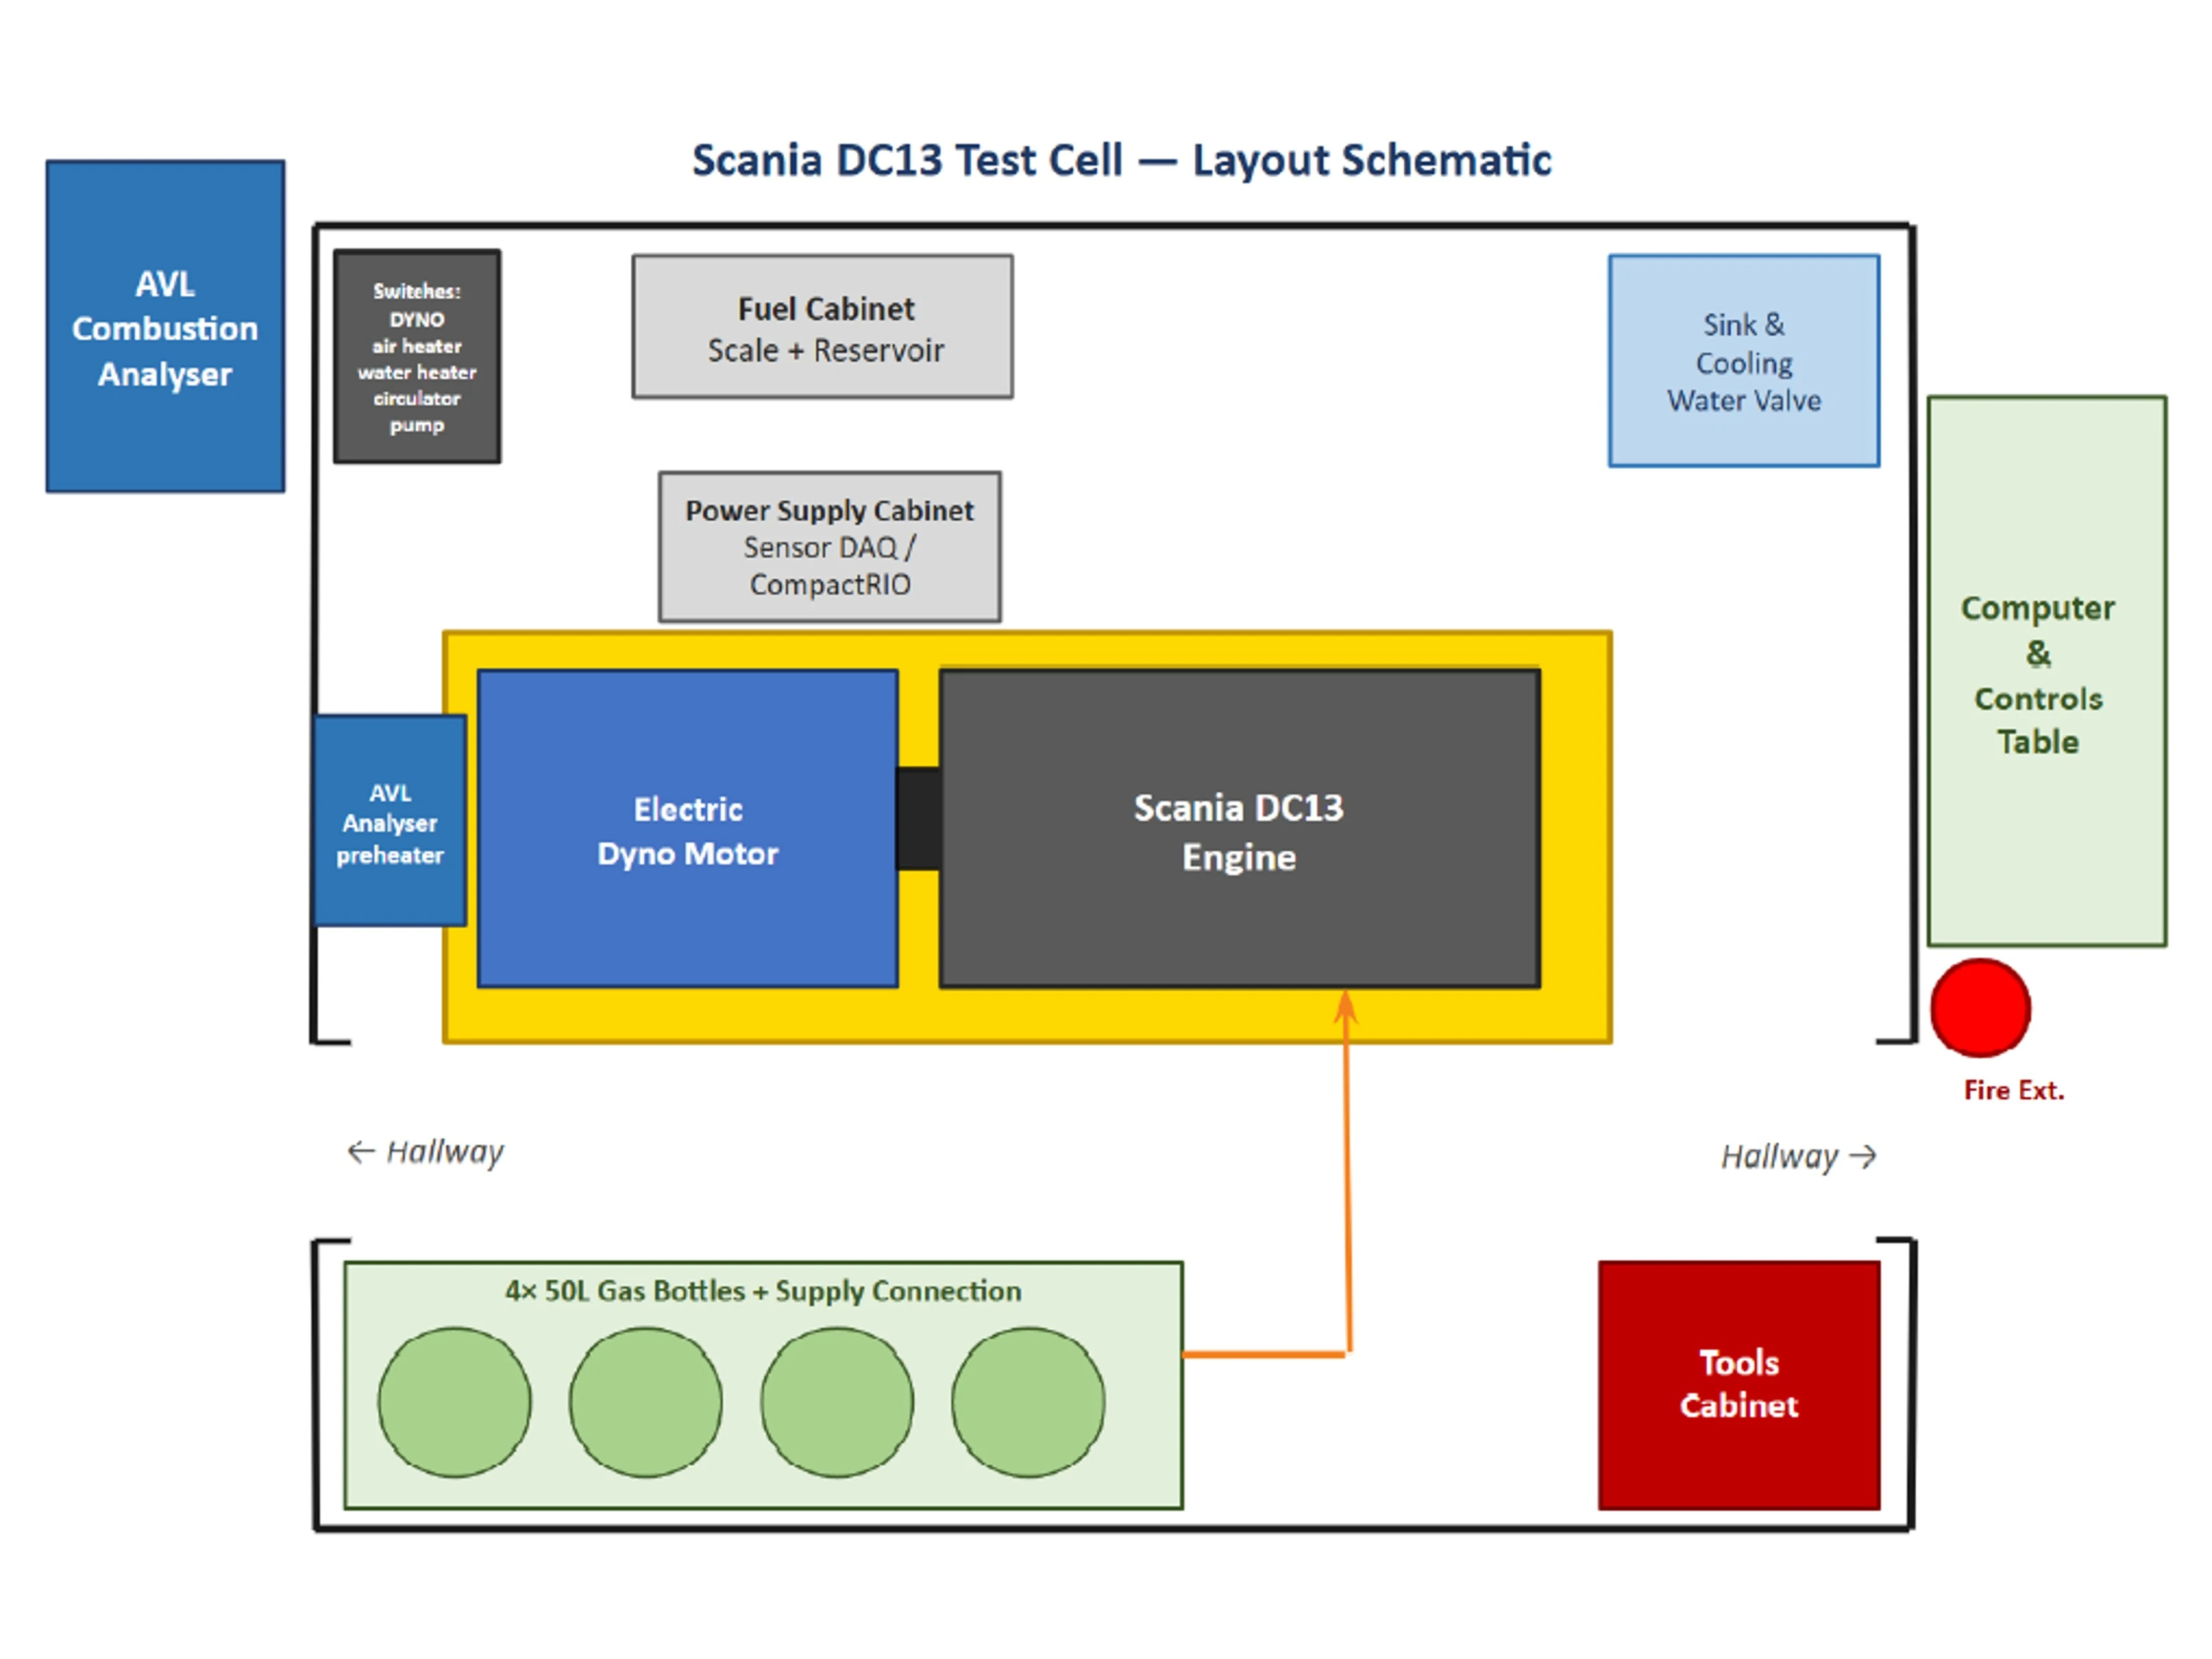 Scania DC13 Test Cell — Layout Schematic
AVL
Combustion
Analyser
Switches:
DYNO
air heater
water heater
circulator
pump
Fuel Cabinet
Scale + Reservoir
Sink &
Cooling
Water Valve
Power Supply Cabinet
Sensor DAQ /
CompactRIO
Computer
&
Controls
Table
AVL
Analyser
preheater
Electric
Dyno Motor
Scania DC13
Engine
Fire Ext.
← Hallway
Hallway →
4× 50L Gas Bottles + Supply Connection
Tools
Cabinet